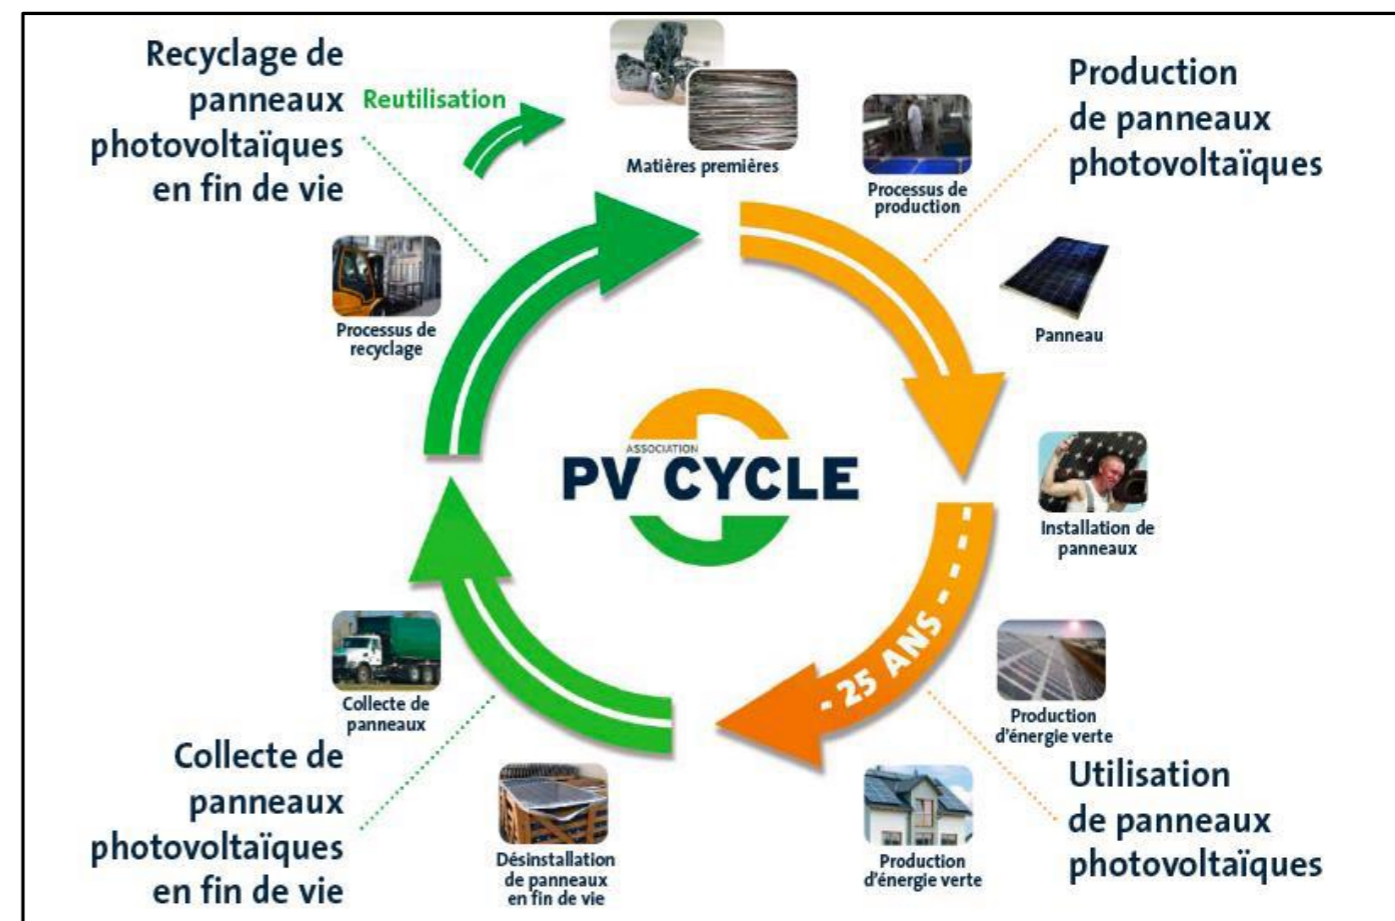 Recyclage de
panneaux
photovoltaïques
en fin de vie
Reutilisation
Matières premières
Processus de
production
Production
de panneaux
photovoltaïques
Panneau
Processus de
recyclage
ASSOCIATION
PV CYCLE
Installation de
panneaux
- 25 ANS -
Production
d'énergie verte
Utilisation
de panneaux
photovoltaïques
Production
d'énergie verte
Désinstallation
de panneaux
en fin de vie
Collecte de
panneaux
Collecte de
panneaux
photovoltaïques
en fin de vie